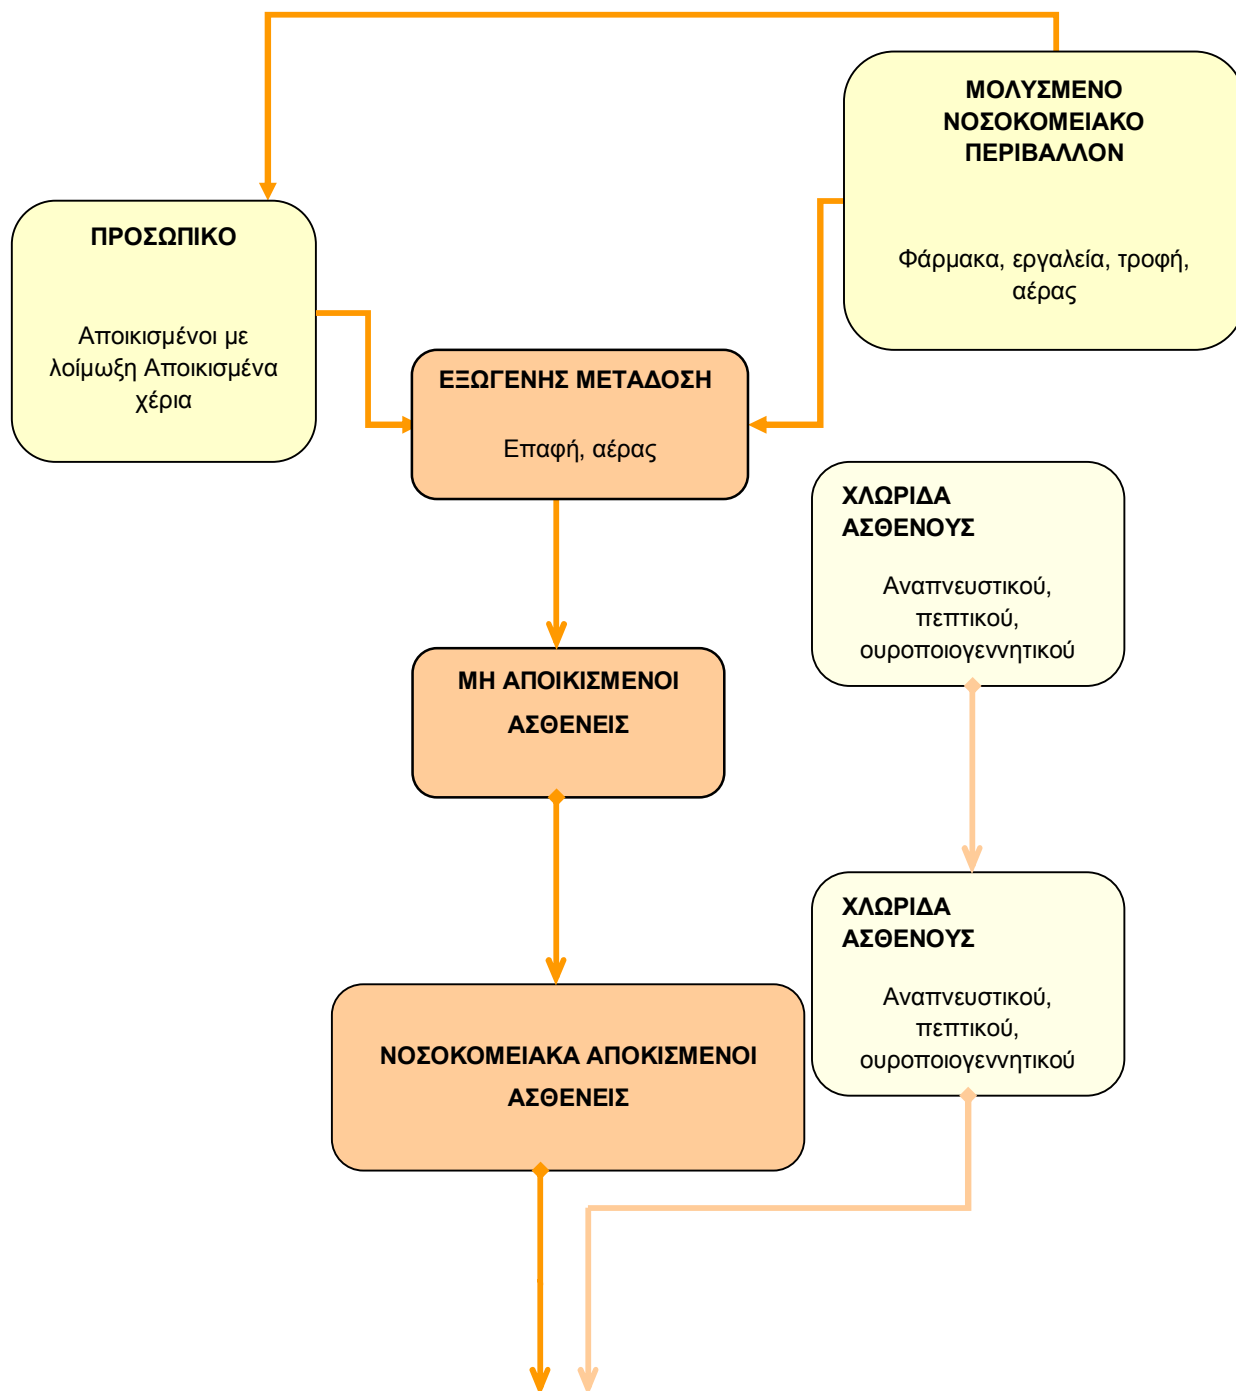 ΜΟΛΥΣΜΕΝΟ
ΝΟΣΟΚΟΜΕΙΑΚΟ
ΠΕΡΙΒΑΛΛΟΝ
Φάρμακα, εργαλεία, τροφή,
αέρας
ΠΡΟΣΩΠΙΚΟ
Αποικισμένοι με
λοίμωξη Αποικισμένα
χέρια
ΕΞΩΓΕΝΗΣ ΜΕΤΑΔΟΣΗ
Επαφή, αέρας
ΧΛΩΡΙΔΑ
ΑΣΘΕΝΟΥΣ
Αναπνευστικού,
πεπτικού,
ουροποιογεννητικού
ΜΗ ΑΠΟΙΚΙΣΜΕΝΟΙ
ΑΣΘΕΝΕΙΣ
ΧΛΩΡΙΔΑ
ΑΣΘΕΝΟΥΣ
Αναπνευστικού,
πεπτικού,
ουροποιογεννητικού
ΝΟΣΟΚΟΜΕΙΑΚΑ ΑΠΟΚΙΣΜΕΝΟΙ
ΑΣΘΕΝΕΙΣ